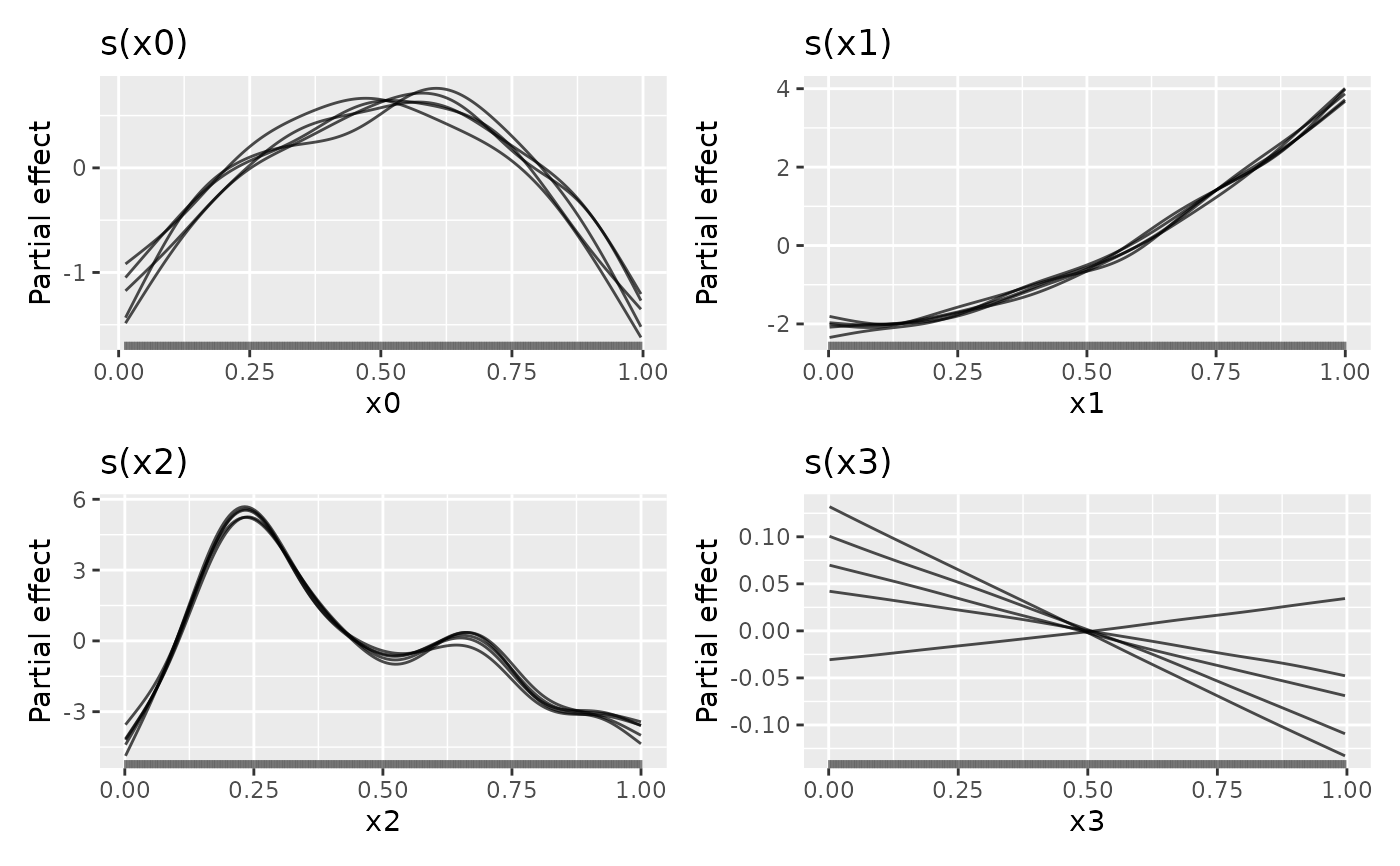 s(x0)
Partial effect
0
-1
0.00 0.25 0.50 0.75 1.00
x0
s(x1)
Partial effect
4
2
0
-2
0.00 0.25 0.50 0.75 1.00
x1
s(x2)
Partial effect
6
3
0
-3
0.00 0.25 0.50 0.75 1.00
x2
s(x3)
Partial effect
0.10
0.05
0.00
-0.05
-0.10
0.00 0.25 0.50 0.75 1.00
x3